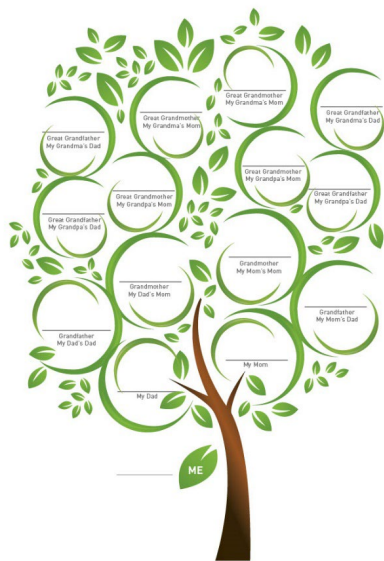 Great Grandmother
My Grandma's Mom
Great Grandmother
My Grandma's Mom
Great Grandfather
My Grandma's Dad
Great Grandfather
My Grandma's Dad
Great Grandmother
My Grandpa's Mom
Great Grandmother
My Grandpa's Mom
Great Grandfather
My Grandpa's Dad
Great Grandfather
My Grandpa's Dad
Grandmother
My Dad's Mom
Grandmother
My Mom's Mom
Grandfather
My Dad's Dad
Grandfather
My Mom's Dad
My Dad
My Mom
ME